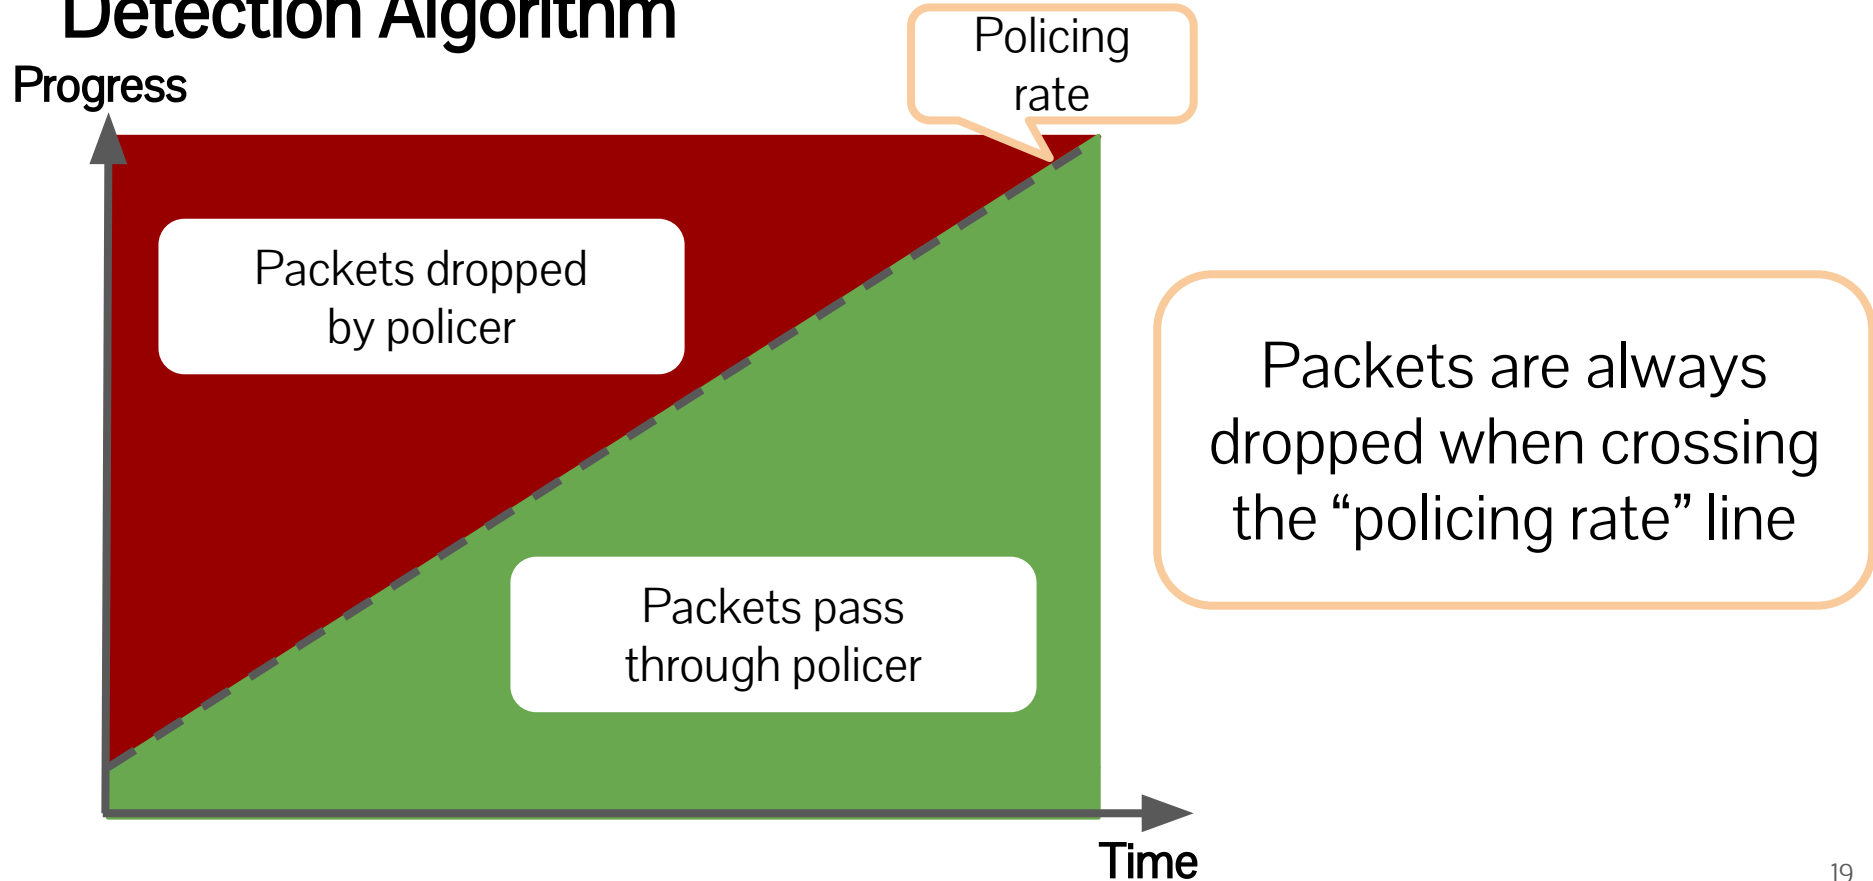 Detection Algorithm
Progress
Policing
rate
Packets dropped
by policer
Packets are always
dropped when crossing
the “policing rate” line
Packets pass
through policer
Time
19